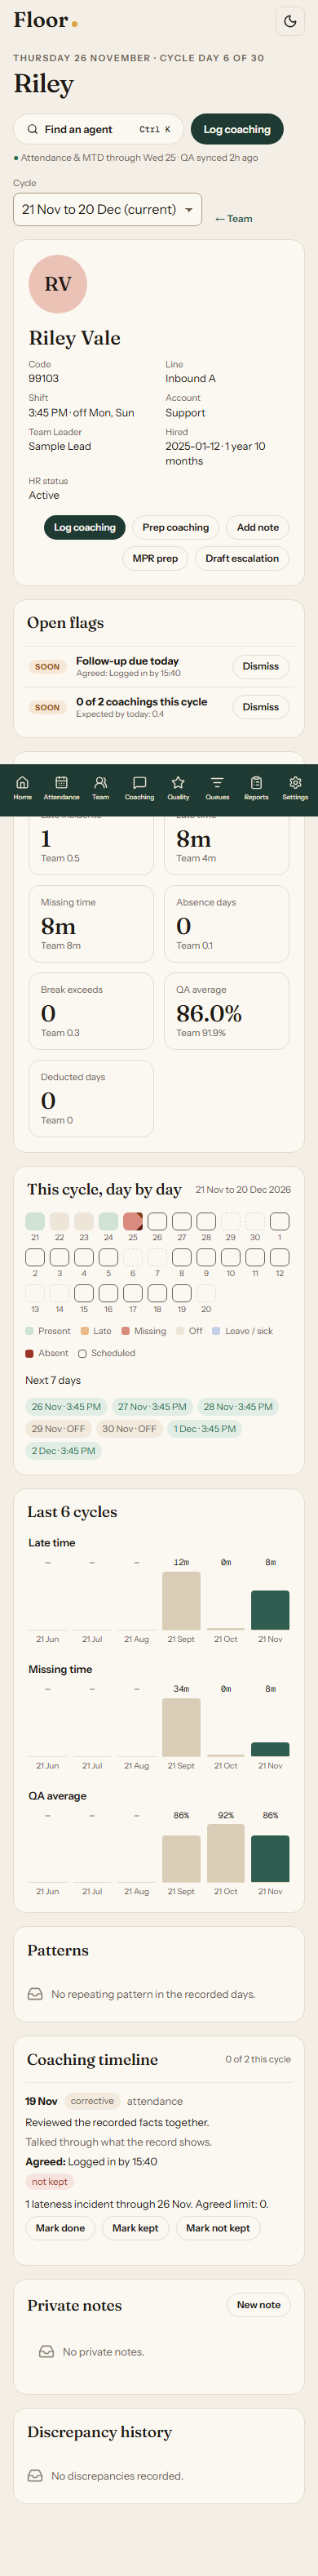 Floor.
THURSDAY 26 NOVEMBER · CYCLE DAY 6 OF 30
Riley
Find an agent Ctrl K
Log coaching
Attendance & MTD through Wed 25 · QA synced 2h ago
Cycle
21 Nov to 20 Dec (current)
← Team
RV
Riley Vale
Code Line
99103 Inbound A
Shift Account
3:45 PM · off Mon, Sun Support
Team Leader Hired
Sample Lead 2025-01-12 · 1 year 10
months
HR status
Active
Log coaching Prep coaching Add note
MPR prep Draft escalation
Open flags
SOON Follow-up due today Dismiss
Agreed: Logged in by 15:40
SOON 0 of 2 coachings this cycle Dismiss
Expected by today: 0.4
Home Attendance Team Coaching Quality Queues Reports Settings
1 8m
Team 0.5 Team 4m
Missing time Absence days
8m 0
Team 8m Team 0.1
Break exceeds QA average
0 86.0%
Team 0.3 Team 91.9%
Deducted days
0
Team 0
This cycle, day by day 21 Nov to 20 Dec 2026
21 22 23 24 25 26 27 28 29 30 1
2 3 4 5 6 7 8 9 10 11 12
13 14 15 16 17 18 19 20
Present Late Missing Off Leave / sick
Absent Scheduled
Next 7 days
26 Nov · 3:45 PM 27 Nov · 3:45 PM 28 Nov · 3:45 PM
29 Nov · OFF 30 Nov · OFF 1 Dec · 3:45 PM
2 Dec · 3:45 PM
Last 6 cycles
Late time
– – – 12m 0m 8m
21 Jun 21 Jul 21 Aug 21 Sept 21 Oct 21 Nov
Missing time
– – – 34m 0m 8m
21 Jun 21 Jul 21 Aug 21 Sept 21 Oct 21 Nov
QA average
– – – 86% 92% 86%
21 Jun 21 Jul 21 Aug 21 Sept 21 Oct 21 Nov
Patterns
No repeating pattern in the recorded days.
Coaching timeline 0 of 2 this cycle
19 Nov corrective attendance
Reviewed the recorded facts together.
Talked through what the record shows.
Agreed: Logged in by 15:40
not kept
1 lateness incident through 26 Nov. Agreed limit: 0.
Mark done Mark kept Mark not kept
Private notes New note
No private notes.
Discrepancy history
No discrepancies recorded.